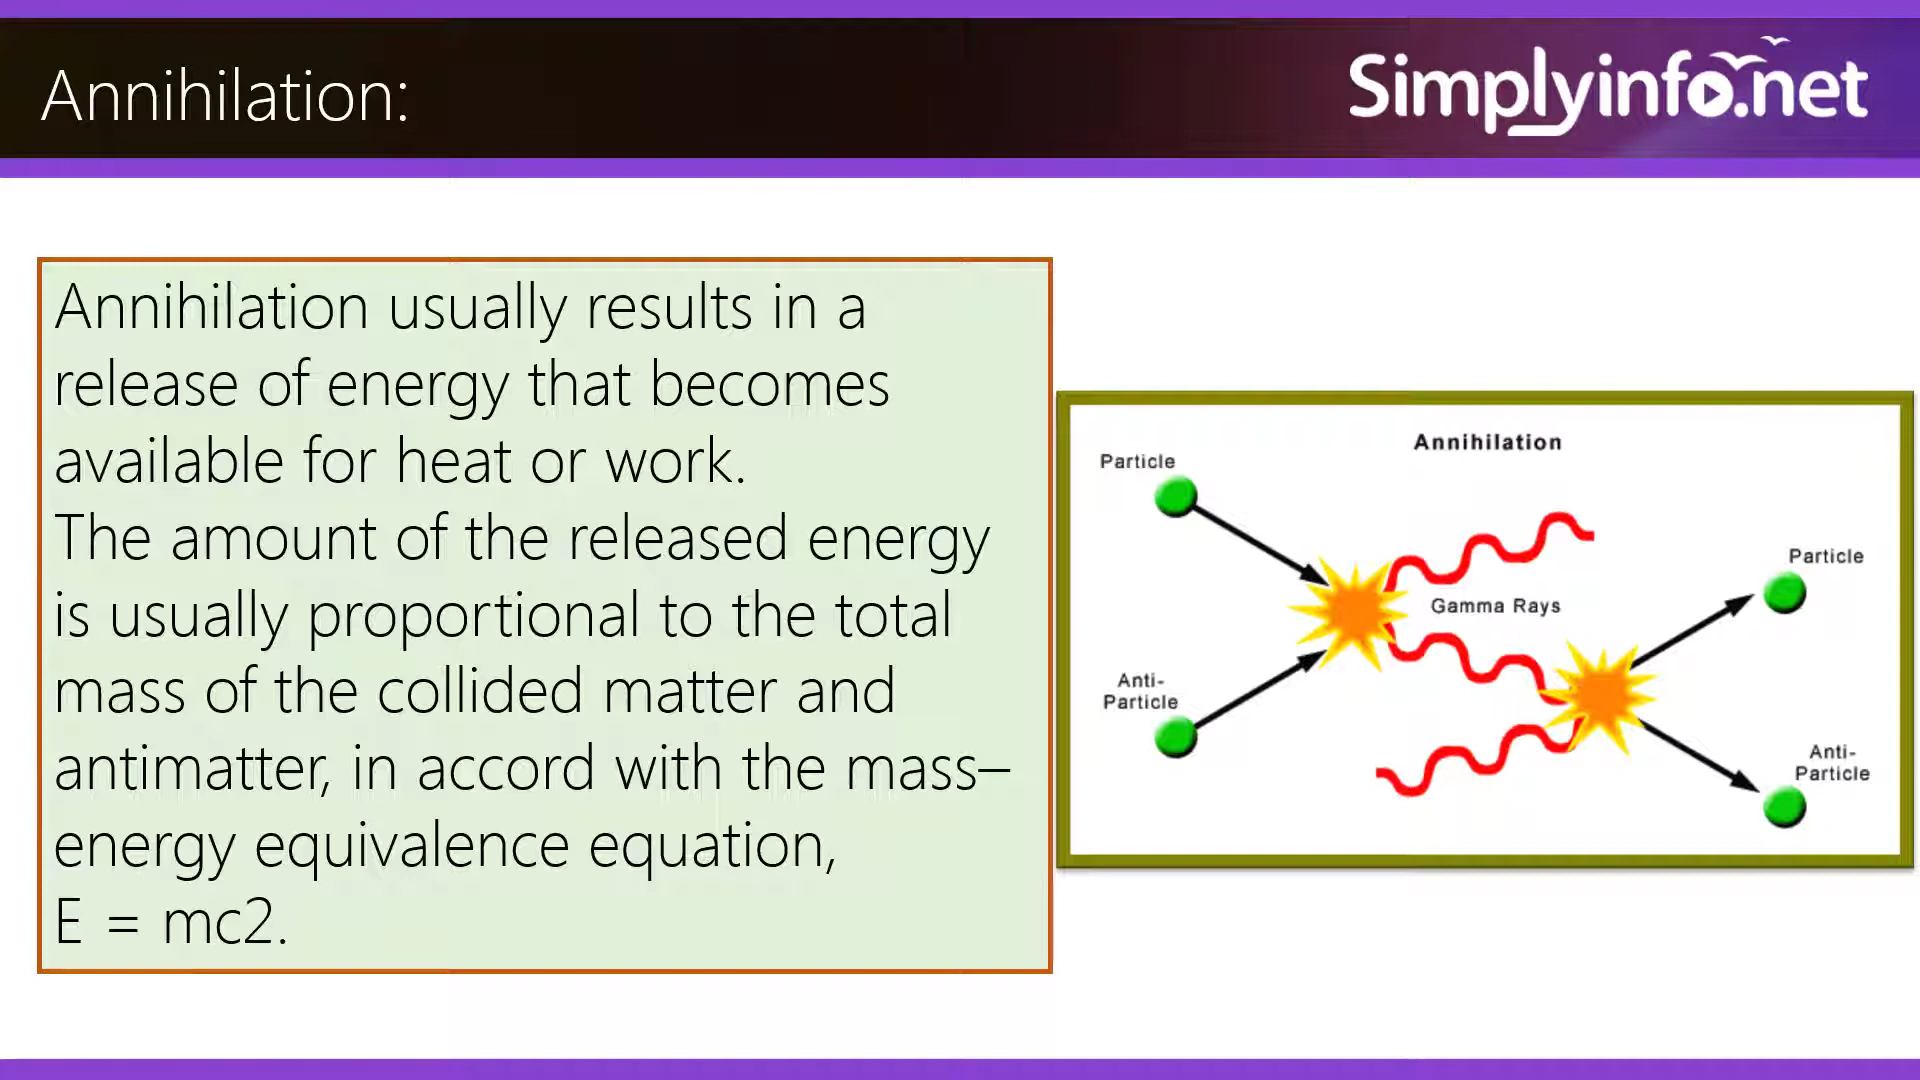 Annihilation:
Simplyinfo.net
Annihilation usually results in a
release of energy that becomes
available for heat or work.
The amount of the released energy
is usually proportional to the total
mass of the collided matter and
antimatter, in accord with the mass–
energy equivalence equation,
E = mc2.
Annihilation
Particle
Particle
Gamma Rays
Anti-
Particle
Anti-
Particle